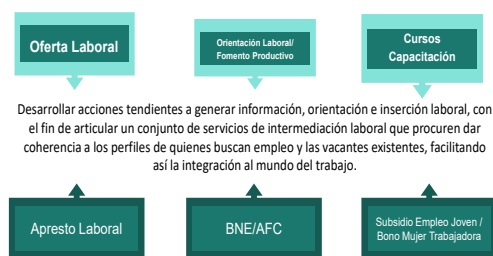 Oferta Laboral
Orientación Laboral/
Fomento Productivo
Cursos
Capacitación
Desarrollar acciones tendientes a generar información, orientación e inserción laboral, con
el fin de articular un conjunto de servicios de intermediación laboral que procuren dar
coherencia a los perfiles de quienes buscan empleo y las vacantes existentes, facilitando
así la integración al mundo del trabajo.
Apresto Laboral
BNE/AFC
Subsidio Empleo Joven /
Bono Mujer Trabajadora